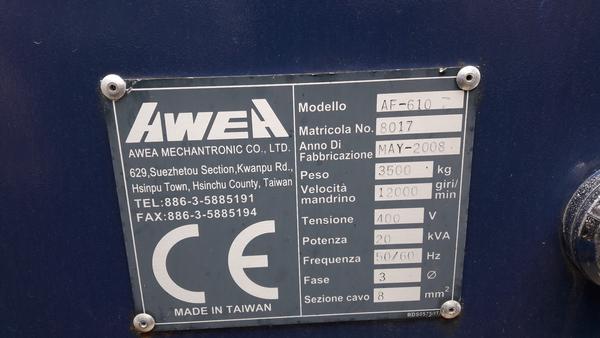 AWEA
AWEA MECHANTRONIC CO., LTD.
629,Suezhetou Section,Kwanpu Rd.,
Hsinpu Town, Hsinchu County, Taiwan
TEL:886-3-5885191
FAX:886-3-5885194
CE
MADE IN TAIWAN
Modello AF-610
Matricola No. 8017
Anno Di
Fabbricazione MAY-2008
Peso 3500 kg
Velocità
mandrino 12000 giri/
min
Tensione 400 V
Potenza 20 kVA
Frequenza 50/60 Hz
Fase 3 Ø
Sezione cavo 8 mm²